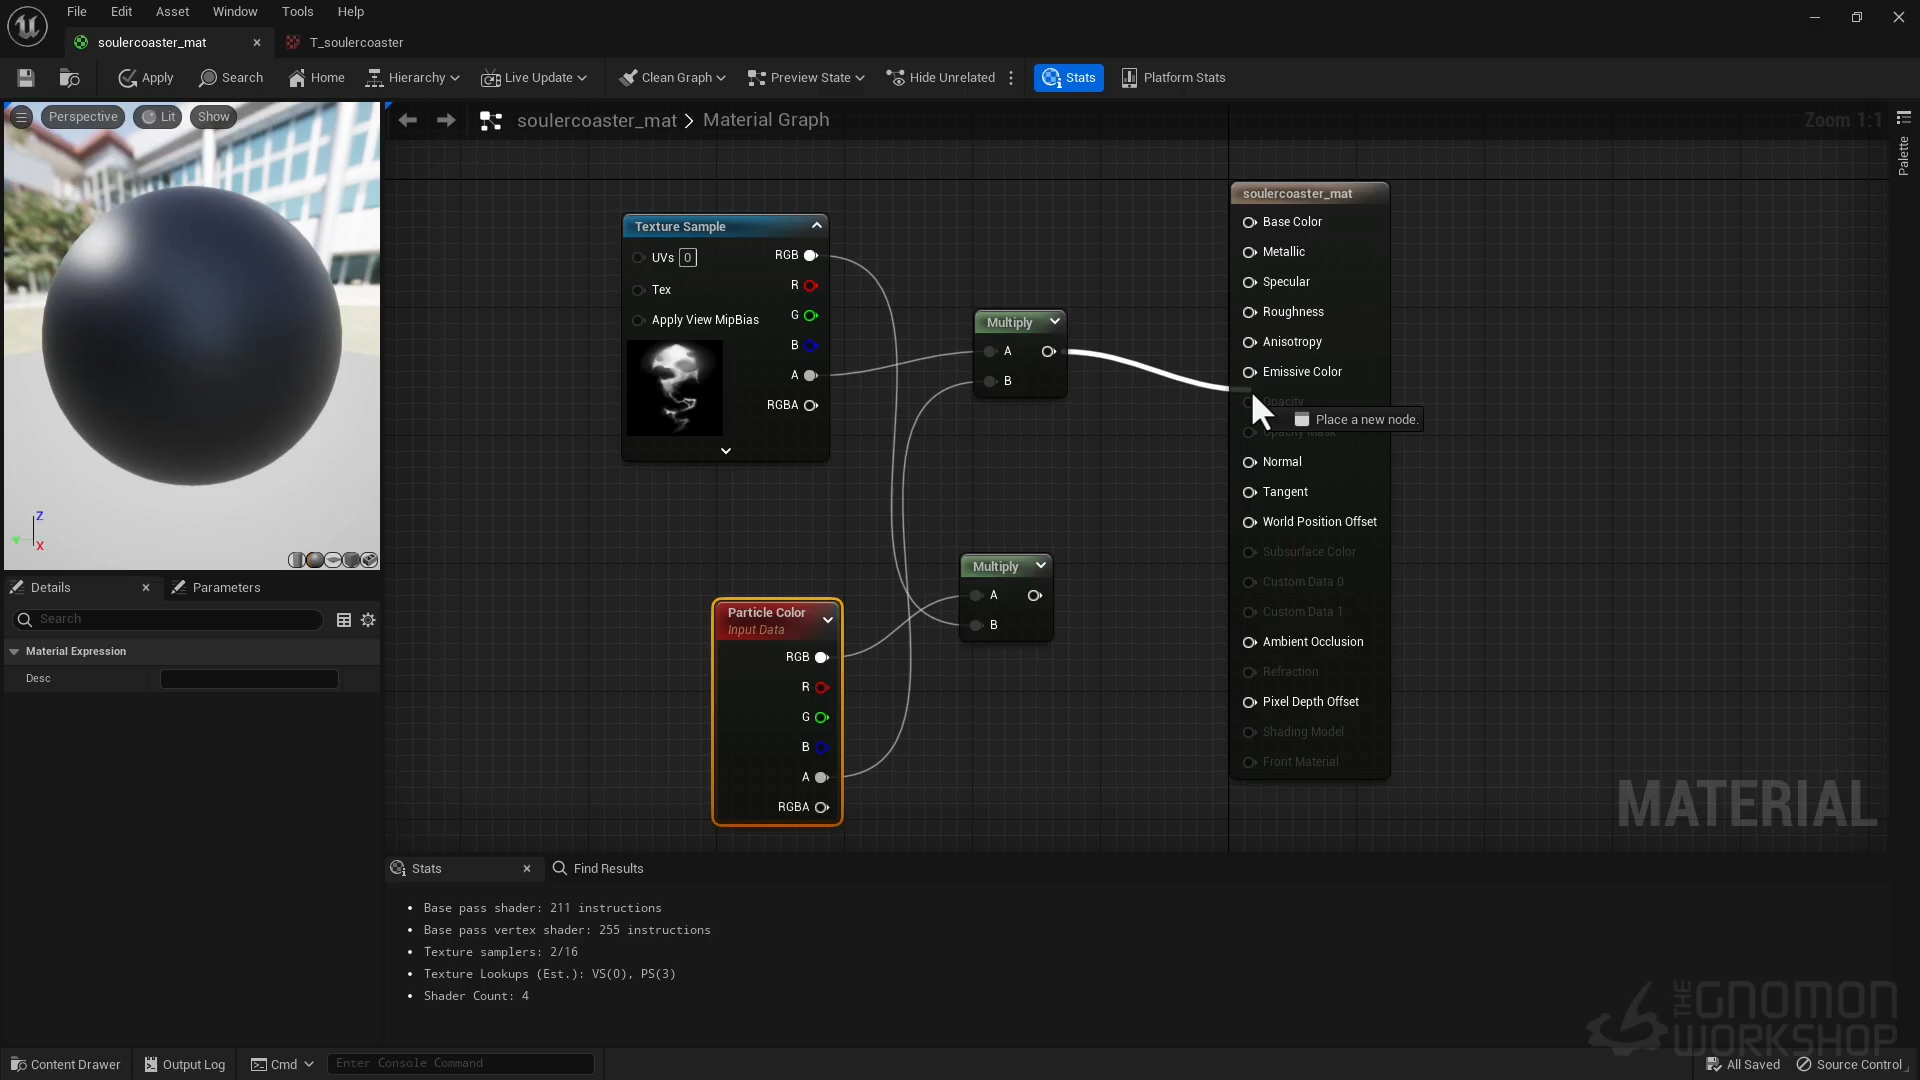 File Edit Asset Window Tools Help
soulercoaster_mat
T_soulercoaster
Apply
Search
Home
Hierarchy
Live Update
Clean Graph
Preview State
Hide Unrelated
Stats
Platform Stats
Perspective
Lit
Show
soulercoaster_mat > Material Graph
Zoom 1:1
Palette
Texture Sample
UVs 0
Tex
Apply View MipBias
RGB
R
G
B
A
RGBA
Multiply
A
B
soulercoaster_mat
Base Color
Metallic
Specular
Roughness
Anisotropy
Emissive Color
Opacity
Place a new node.
Opacity Mask
Normal
Tangent
World Position Offset
Subsurface Color
Custom Data 0
Custom Data 1
Ambient Occlusion
Refraction
Pixel Depth Offset
Shading Model
Front Material
Multiply
A
B
Particle Color
Input Data
RGB
R
G
B
A
RGBA
MATERIAL
Z
Y
X
Details
Parameters
Search
Material Expression
Desc
Stats
Find Results
Base pass shader: 211 instructions
Base pass vertex shader: 255 instructions
Texture samplers: 2/16
Texture Lookups (Est.): VS(0), PS(3)
Shader Count: 4
THE GNOMON WORKSHOP
Content Drawer
Output Log
Cmd
Enter Console Command
All Saved
Source Control